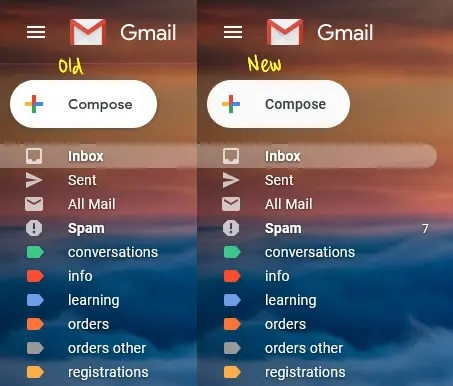 Gmail
Old
Compose
Inbox
Sent
All Mail
Spam
conversations
info
learning
orders
orders other
registrations
Gmail
New
Compose
Inbox
Sent
All Mail
Spam 7
conversations
info
learning
orders
orders other
registrations